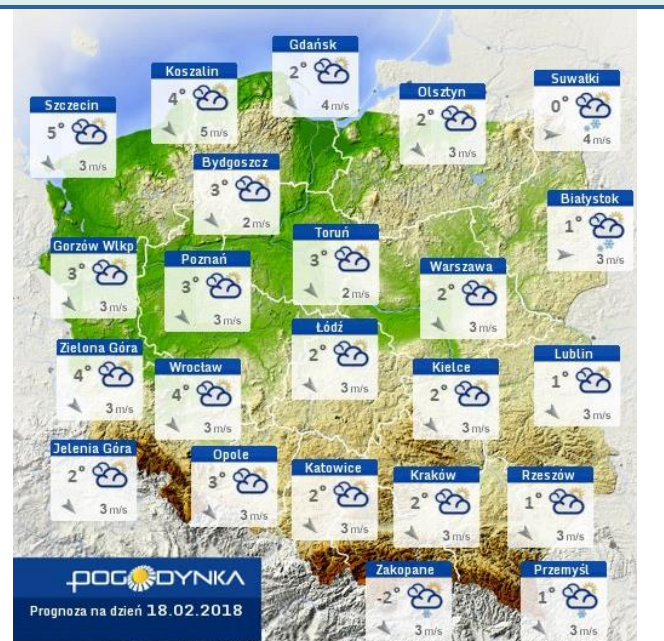 Gdańsk
2°
4 m/s
Koszalin
4°
5 m/s
Suwałki
0°
4 m/s
Olsztyn
2°
3 m/s
Szczecin
5°
3 m/s
Bydgoszcz
3°
2 m/s
Białystok
1°
3 m/s
Toruń
3°
2 m/s
Gorzów Wlkp
3°
3 m/s
Poznań
3°
3 m/s
Warszawa
2°
3 m/s
Łódź
2°
3 m/s
Zielona Góra
4°
3 m/s
Wrocław
4°
3 m/s
Kielce
2°
3 m/s
Lublin
1°
3 m/s
Jelenia Góra
2°
3 m/s
Opole
3°
3 m/s
Katowice
2°
3 m/s
Kraków
2°
3 m/s
Rzeszów
1°
3 m/s
Zakopane
-2°
3 m/s
Przemyśl
1°
3 m/s
POGODYNKA
Prognoza na dzień 18.02.2018